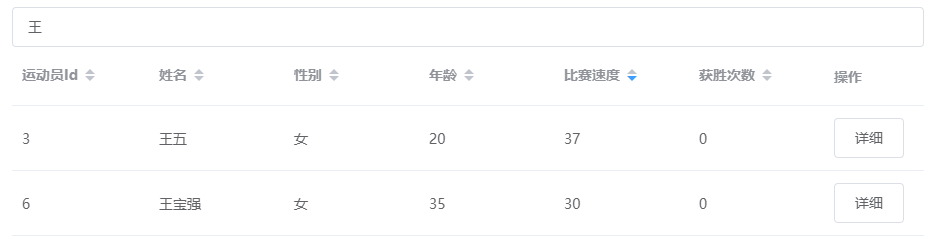 王
运动员Id 姓名 性别 年龄 比赛速度 获胜次数 操作
3 王五 女 20 37 0 详细
6 王宝强 女 35 30 0 详细